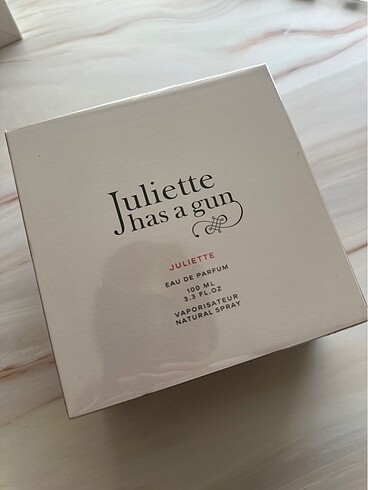 Juliette
has a gun
JULIETTE
EAU DE PARFUM
100 ML
3.3 FL.OZ
VAPORISATEUR
NATURAL SPRAY